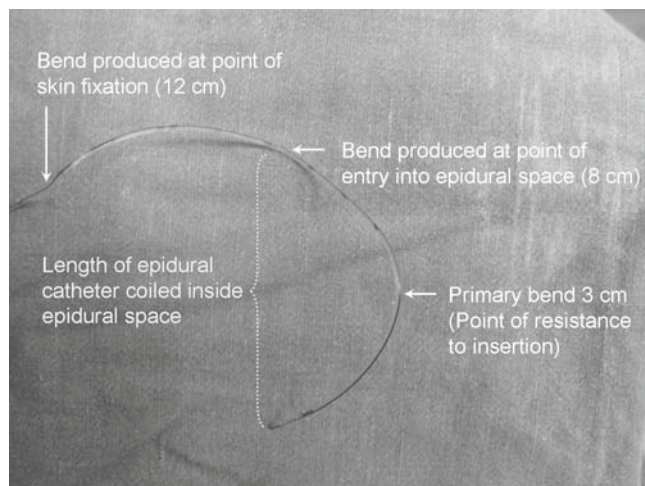 Bend produced at point of
skin fixation (12 cm)
Bend produced at point of
entry into epidural space (8 cm)
Length of epidural
catheter coiled inside
epidural space
Primary bend 3 cm
(Point of resistance
to insertion)